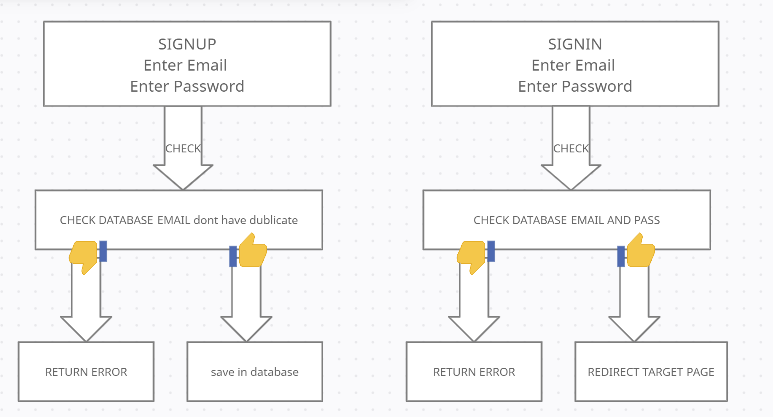 SIGNUP
Enter Email
Enter Password
CHECK
CHECK DATABASE EMAIL dont have dublicate
RETURN ERROR
save in database
SIGNIN
Enter Email
Enter Password
CHECK
CHECK DATABASE EMAIL AND PASS
RETURN ERROR
REDIRECT TARGET PAGE